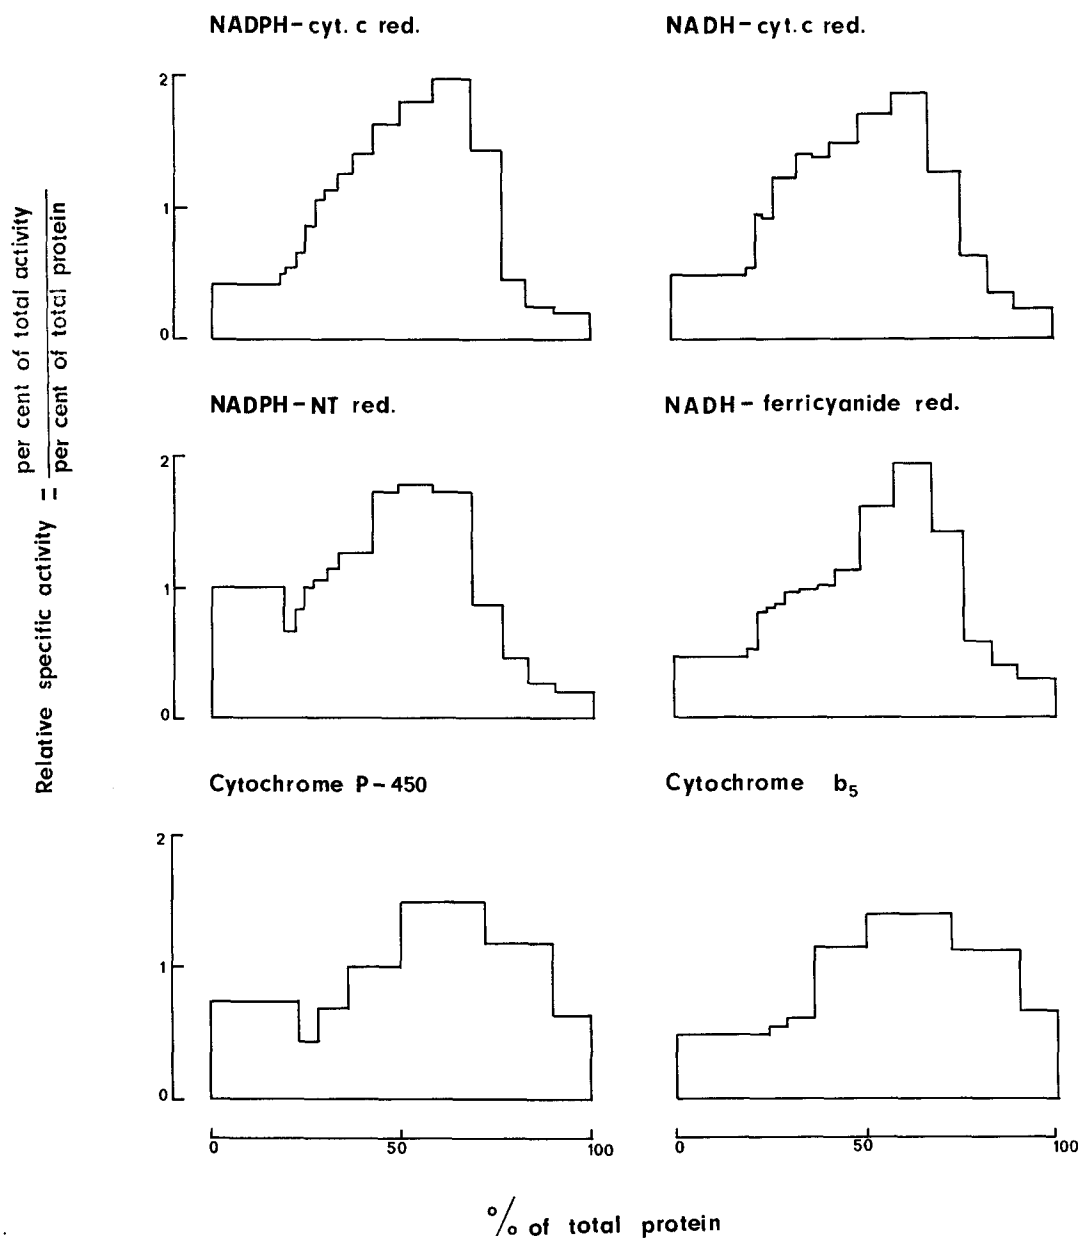 NADPH-cyt. c red.
NADH-cyt.c red.
2
1
0
Relative specific activity = per cent of total activity
per cent of total protein
NADPH-NT red.
NADH-ferricyanide red.
2
1
0
Cytochrome P-450
Cytochrome b₅
2
1
0
0 50 100
0 50 100
% of total protein